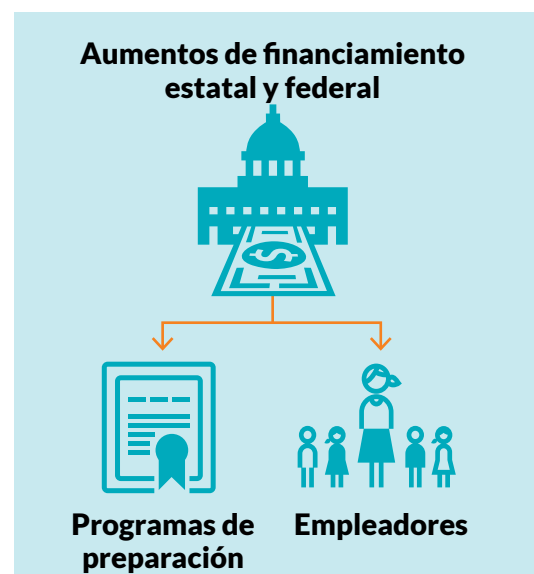 Aumentos de financiamiento
estatal y federal
$
Programas de
preparación
Empleadores